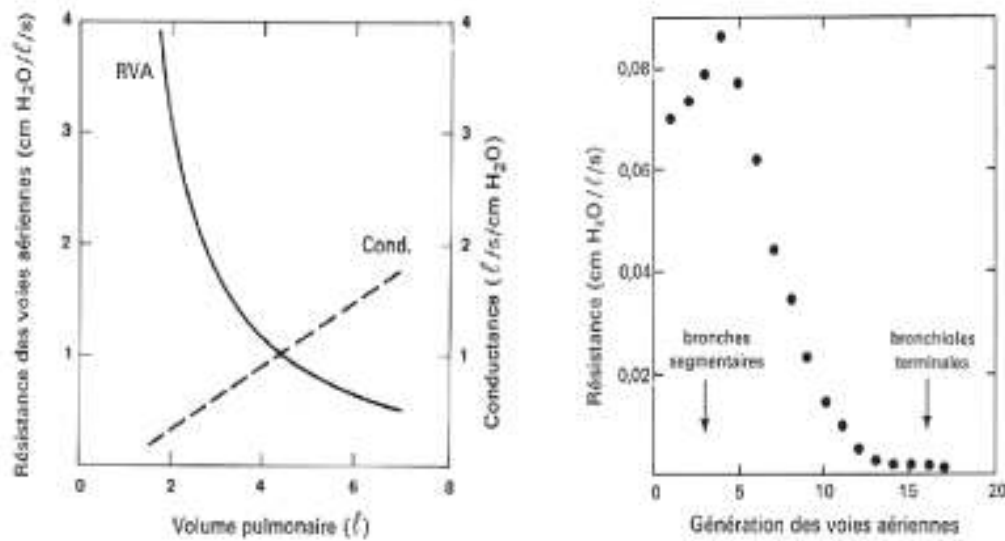 Résistance des voies aériennes (cm H₂O/ℓ/s)
4
3
2
1
0
RVA
Cond.
4
3
2
1
Conductance (ℓ/s/cm H₂O)
2
4
6
8
Volume pulmonaire (ℓ)
Résistance (cm H₂O/ℓ/s)
0,08
0,06
0,04
0,02
bronches
segmentaires
bronchioles
terminales
0
5
10
15
20
Génération des voies aériennes